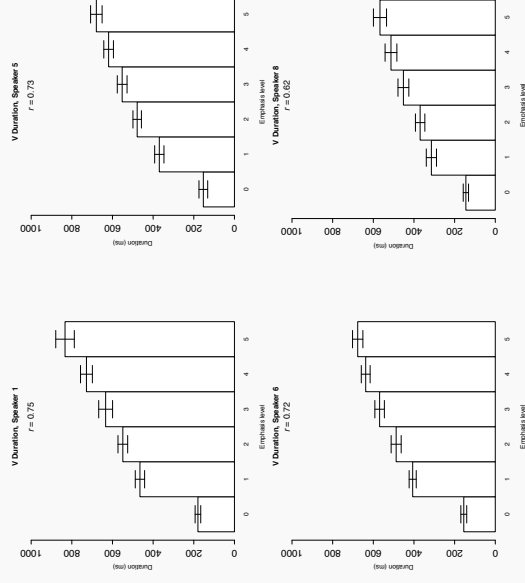 V Duration, Speaker 1
r = 0.75
Duration (ms)
1000
800
600
400
200
0
0 1 2 3 4 5
Emphasis level
V Duration, Speaker 5
r = 0.73
Duration (ms)
1000
800
600
400
200
0
0 1 2 3 4 5
Emphasis level
V Duration, Speaker 6
r = 0.72
Duration (ms)
1000
800
600
400
200
0
0 1 2 3 4 5
Emphasis level
V Duration, Speaker 8
r = 0.62
Duration (ms)
1000
800
600
400
200
0
0 1 2 3 4 5
Emphasis level